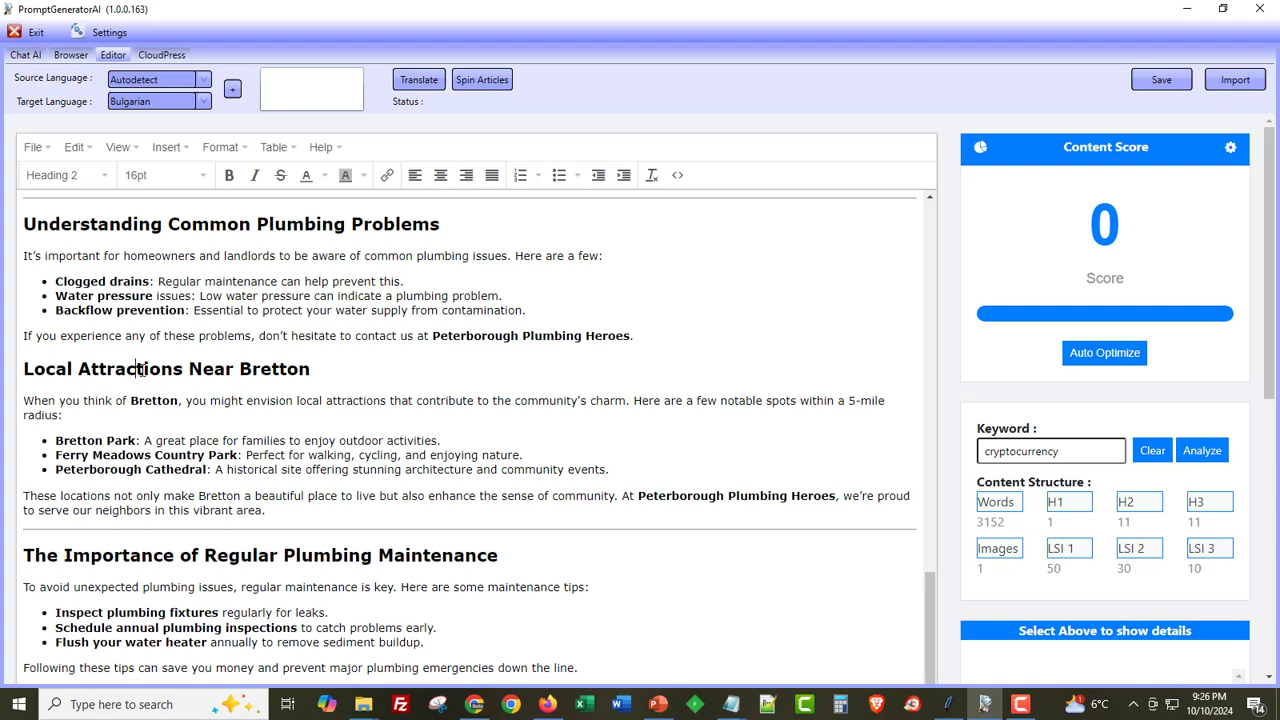 PromptGeneratorAI (1.0.0.163)
Exit Settings
Chat AI Browser Editor CloudPress
Source Language : Autodetect
Target Language : Bulgarian
+
Translate Spin Articles
Status :
Save Import
File Edit View Insert Format Table Help
Heading 2 16pt B I S A A
Understanding Common Plumbing Problems
It's important for homeowners and landlords to be aware of common plumbing issues. Here are a few:
• Clogged drains: Regular maintenance can help prevent this.
• Water pressure issues: Low water pressure can indicate a plumbing problem.
• Backflow prevention: Essential to protect your water supply from contamination.
If you experience any of these problems, don't hesitate to contact us at Peterborough Plumbing Heroes.
Local Attractions Near Bretton
When you think of Bretton, you might envision local attractions that contribute to the community's charm. Here are a few notable spots within a 5-mile
radius:
• Bretton Park: A great place for families to enjoy outdoor activities.
• Ferry Meadows Country Park: Perfect for walking, cycling, and enjoying nature.
• Peterborough Cathedral: A historical site offering stunning architecture and community events.
These locations not only make Bretton a beautiful place to live but also enhance the sense of community. At Peterborough Plumbing Heroes, we're proud
to serve our neighbors in this vibrant area.
The Importance of Regular Plumbing Maintenance
To avoid unexpected plumbing issues, regular maintenance is key. Here are some maintenance tips:
• Inspect plumbing fixtures regularly for leaks.
• Schedule annual plumbing inspections to catch problems early.
• Flush your water heater annually to remove sediment buildup.
Following these tips can save you money and prevent major plumbing emergencies down the line.
Content Score
0
Score
Auto Optimize
Keyword :
cryptocurrency Clear Analyze
Content Structure :
Words H1 H2 H3
3152 1 11 11
Images LSI 1 LSI 2 LSI 3
1 50 30 10
Select Above to show details
Type here to search
6°C
9:26 PM
10/10/2024
14